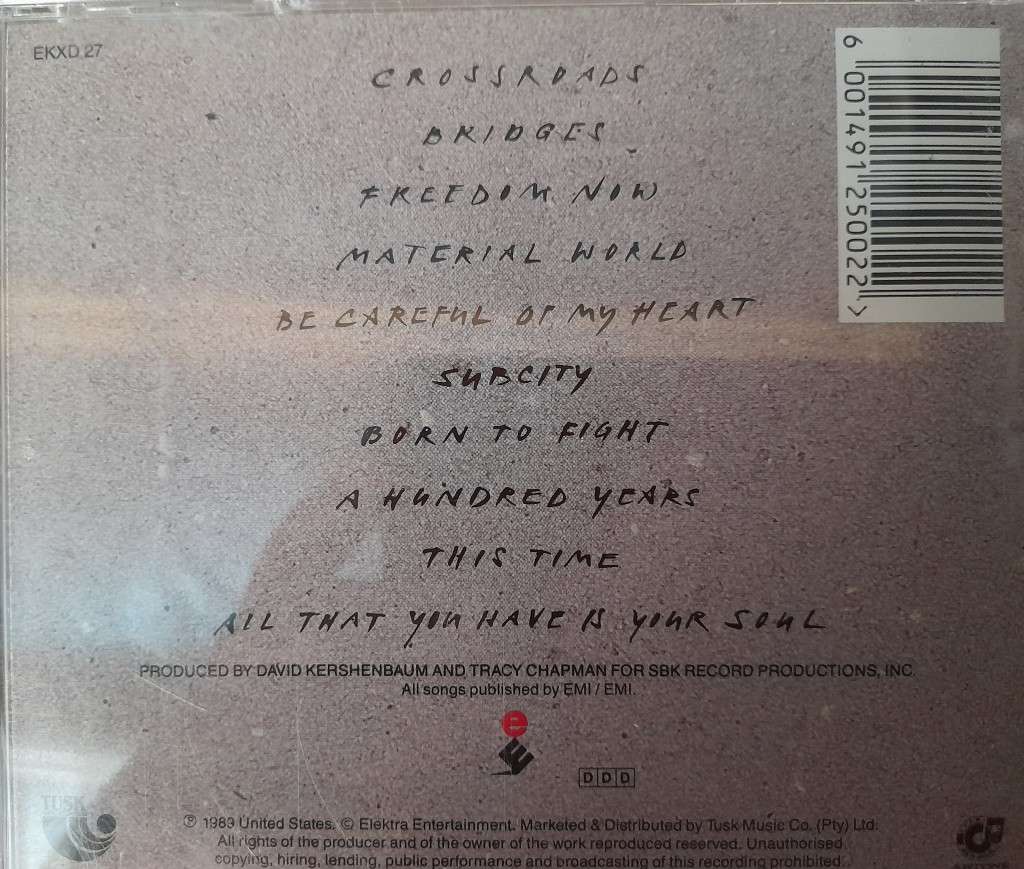 EKXD 27
CROSSROADS
BRIDGES
FREEDOM NOW
MATERIAL WORLD
BE CAREFUL OF MY HEART
SUBCITY
BORN TO FIGHT
A HUNDRED YEARS
THIS TIME
ALL THAT YOU HAVE IS YOUR SOUL
6 001491 250022 >
PRODUCED BY DAVID KERSHENBAUM AND TRACY CHAPMAN FOR SBK RECORD PRODUCTIONS, INC.
All songs published by EMI / EMI.
e
E
DDD
TUSK
℗ 1989 United States. © Elektra Entertainment. Marketed & Distributed by Tusk Music Co. (Pty) Ltd.
All rights of the producer and of the owner of the work reproduced reserved. Unauthorised
copying, hiring, lending, public performance and broadcasting of this recording prohibited.